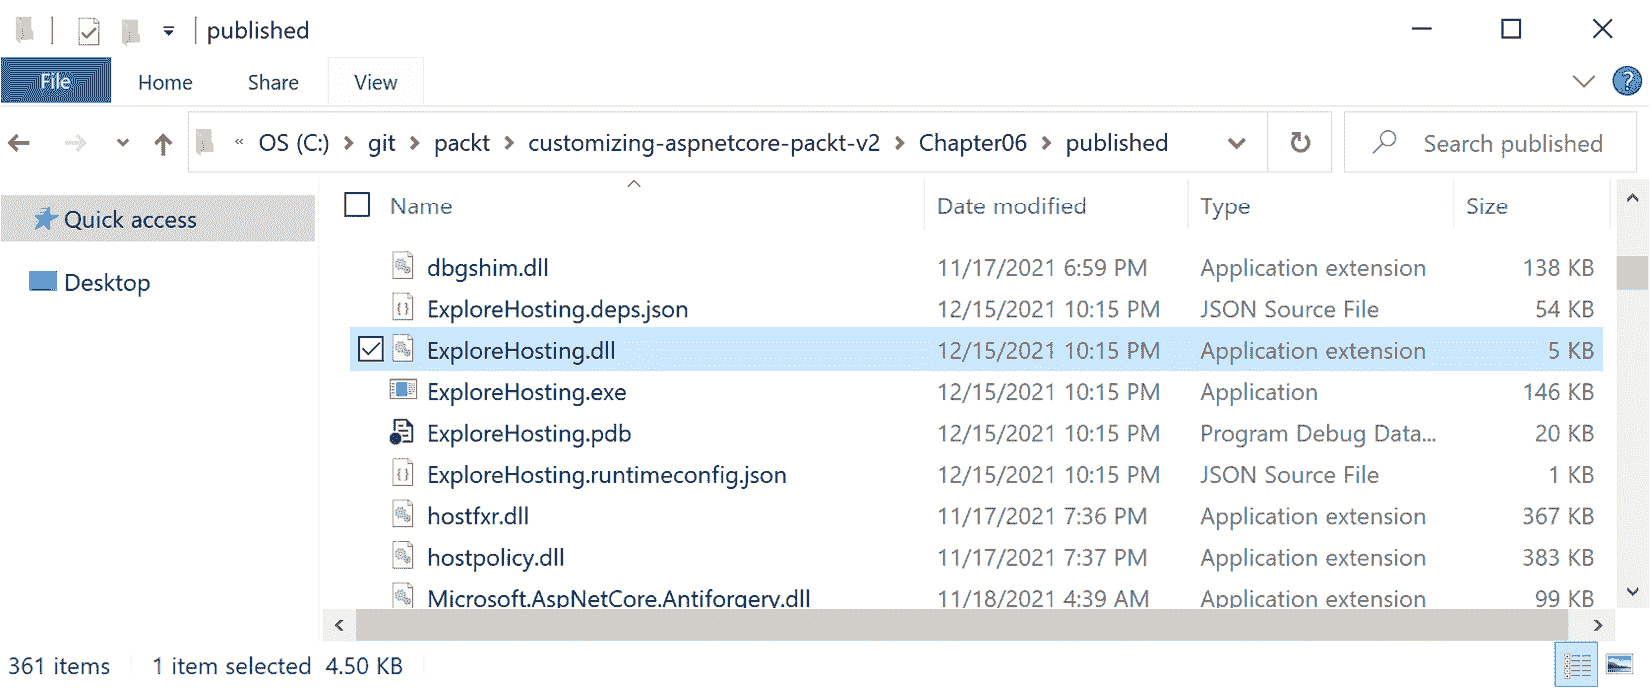 published
File Home Share View
« OS (C:) > git > packt > customizing-aspnetcore-packt-v2 > Chapter06 > published Search published
Quick access
Desktop
Name Date modified Type Size
dbgshim.dll 11/17/2021 6:59 PM Application extension 138 KB
ExploreHosting.deps.json 12/15/2021 10:15 PM JSON Source File 54 KB
ExploreHosting.dll 12/15/2021 10:15 PM Application extension 5 KB
ExploreHosting.exe 12/15/2021 10:15 PM Application 146 KB
ExploreHosting.pdb 12/15/2021 10:15 PM Program Debug Data... 20 KB
ExploreHosting.runtimeconfig.json 12/15/2021 10:15 PM JSON Source File 1 KB
hostfxr.dll 11/17/2021 7:36 PM Application extension 367 KB
hostpolicy.dll 11/17/2021 7:37 PM Application extension 383 KB
Microsoft.AspNetCore.Antiforgery.dll 11/18/2021 4:39 AM Application extension 99 KB
361 items 1 item selected 4.50 KB